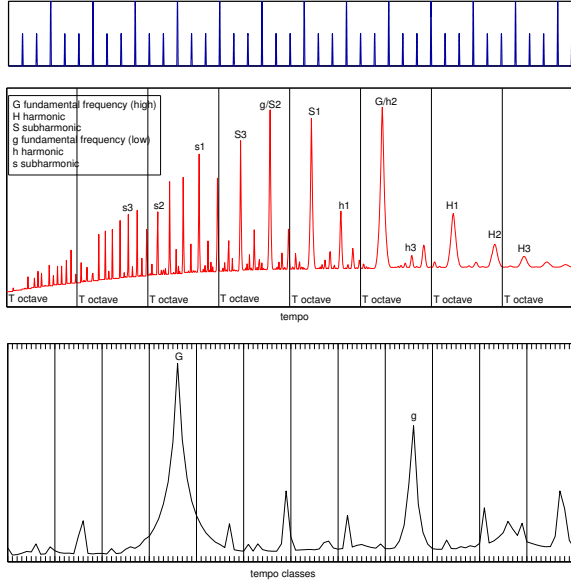 G fundamental frequency (high)
H harmonic
S subharmonic
g fundamental frequency (low)
h harmonic
s subharmonic
s3
s2
s1
S3
g/S2
S1
h1
G/h2
h3
H1
H2
H3
T octave T octave T octave T octave T octave T octave T octave T octave
tempo
G
g
tempo classes